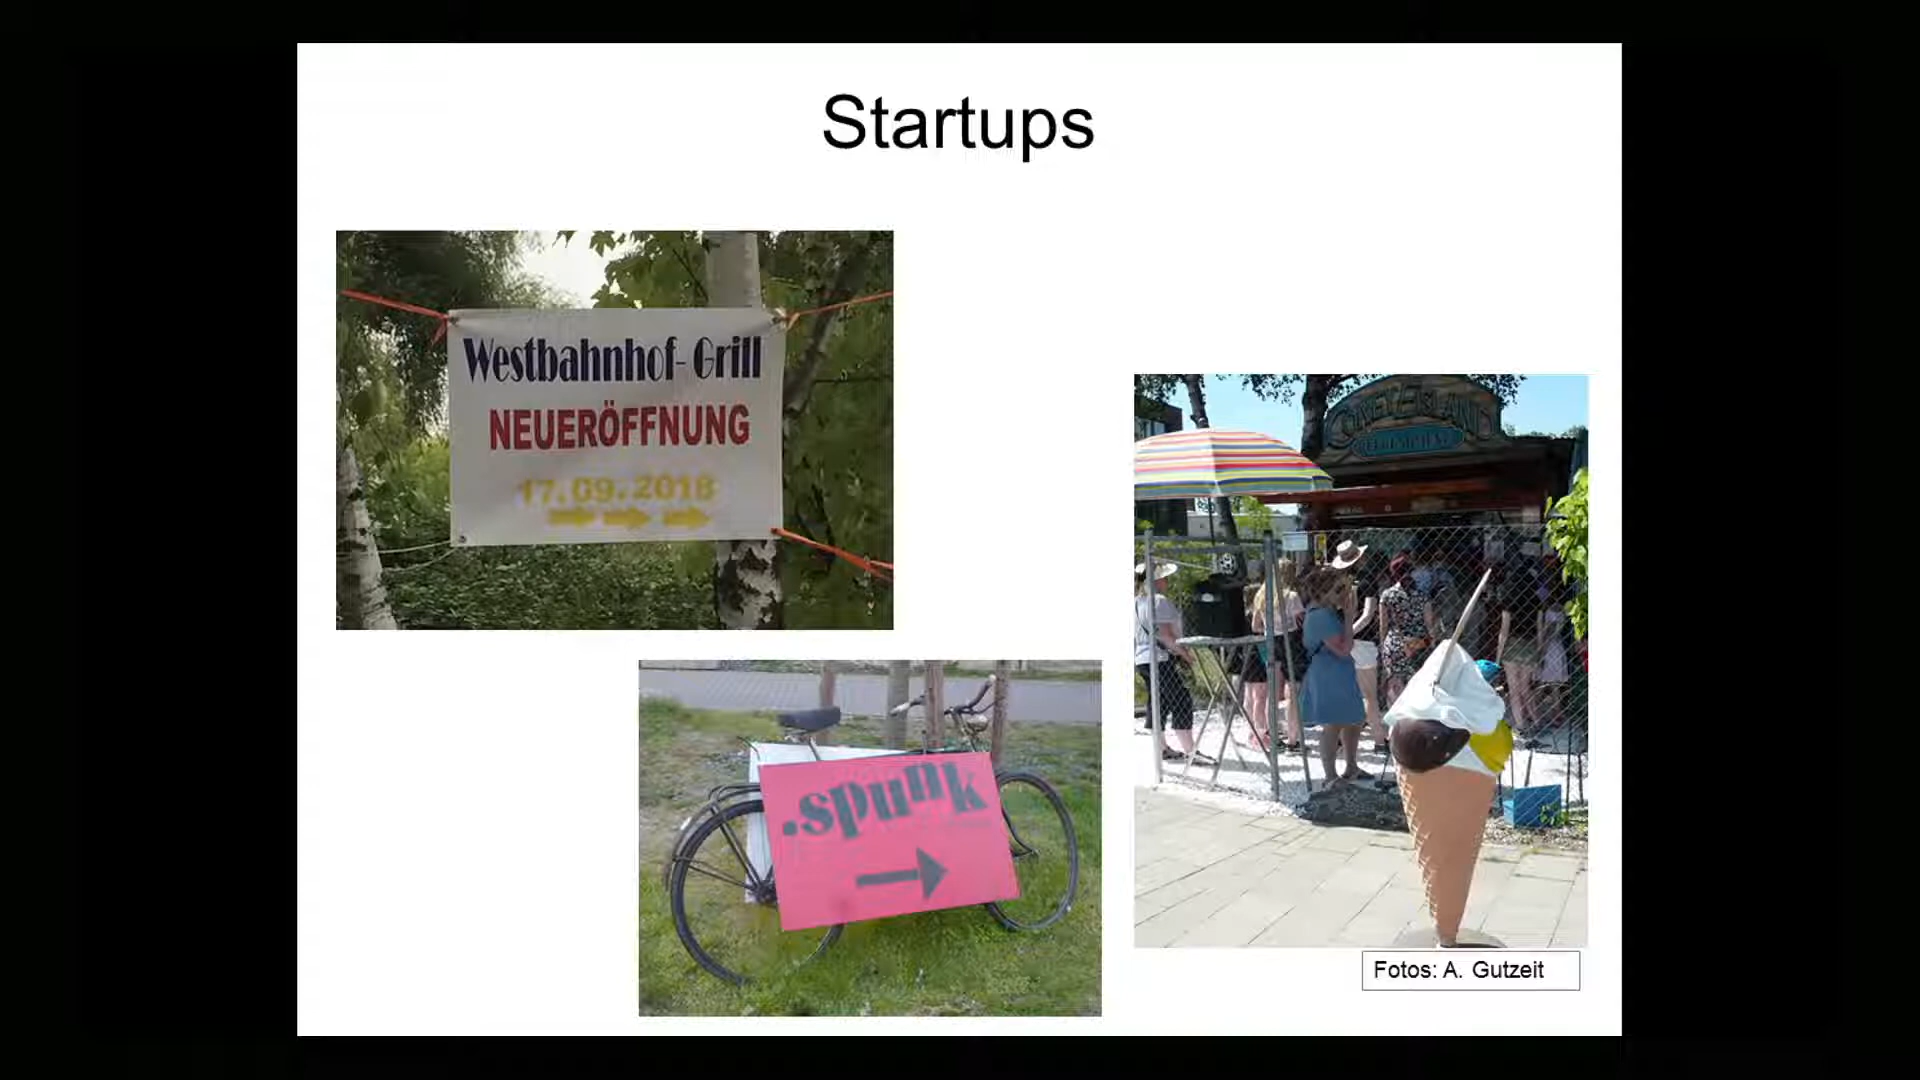 Startups
Westbahnhof-Grill
NEUERÖFFNUNG
17.09.2018
.spunk
Fotos: A. Gutzeit